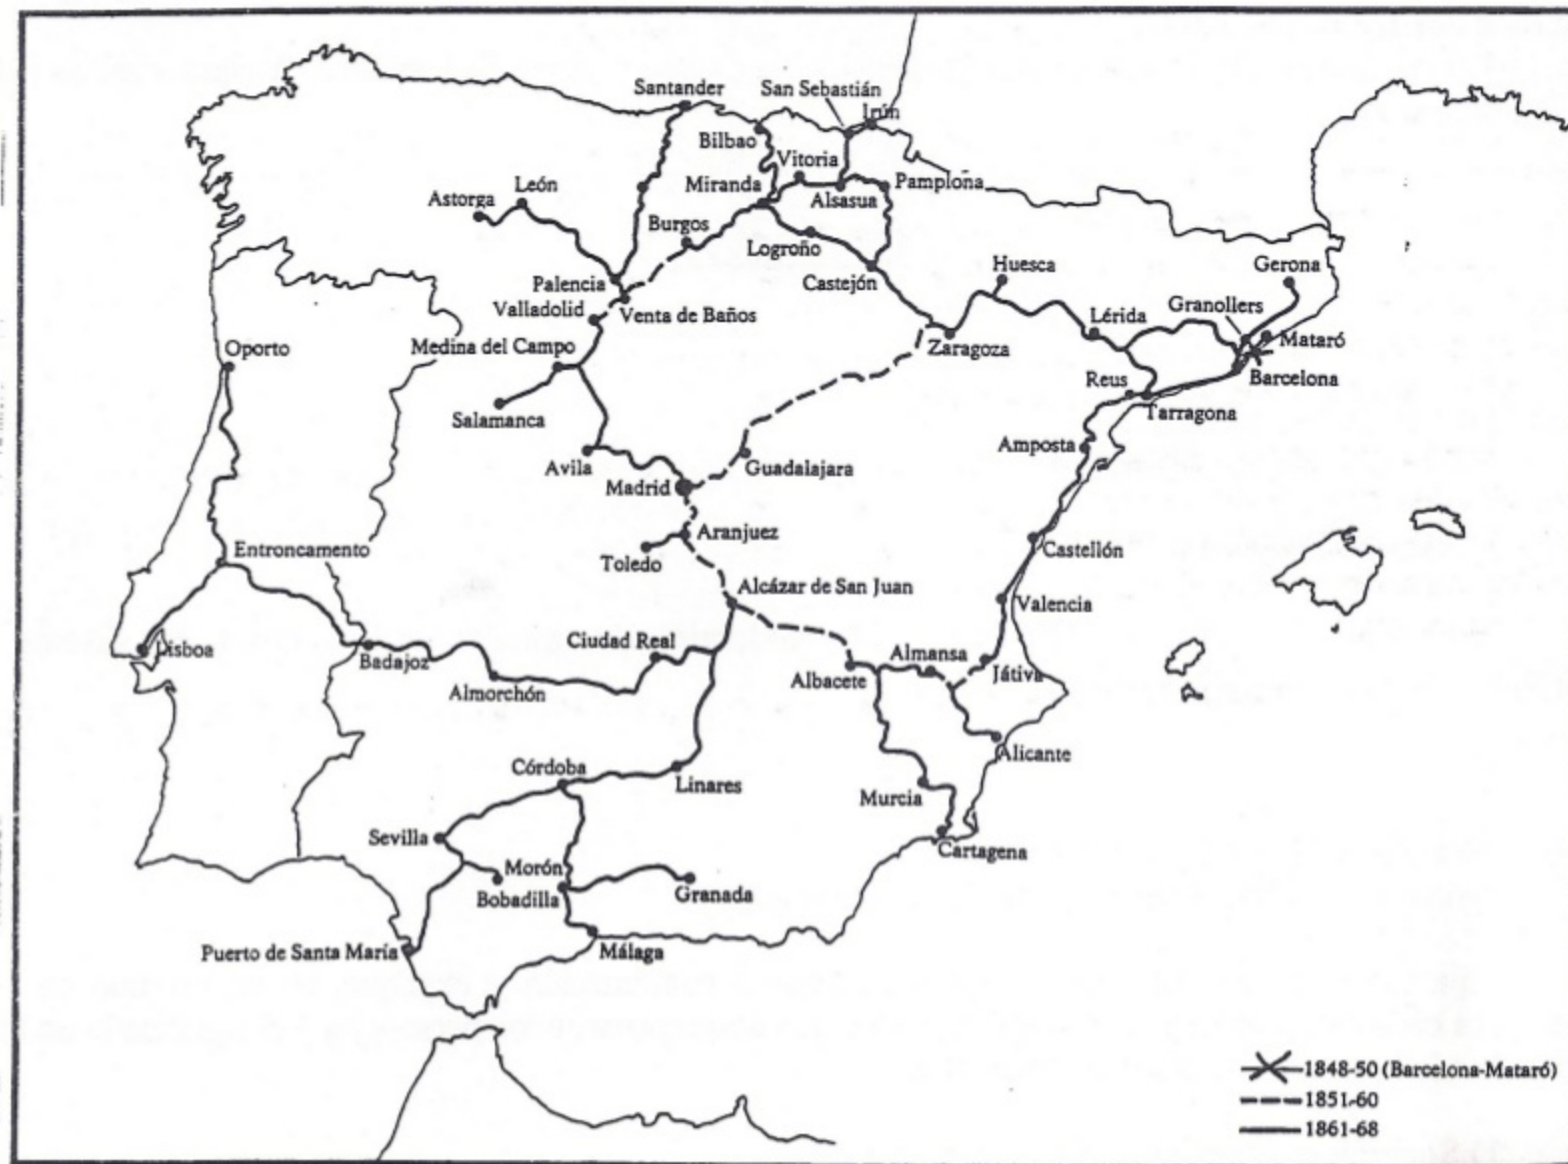 Santander
San Sebastián
Irún
Bilbao
Vitoria
Miranda
Alsasua
Pamplona
León
Astorga
Burgos
Logroño
Castejón
Huesca
Gerona
Palencia
Granollers
Valladolid
Venta de Baños
Lérida
Mataró
Oporto
Medina del Campo
Zaragoza
Barcelona
Reus
Salamanca
Tarragona
Amposta
Avila
Guadalajara
Madrid
Aranjuez
Entroncamento
Castellón
Toledo
Alcázar de San Juan
Valencia
Lisboa
Ciudad Real
Badajoz
Almansa
Játiva
Almorchón
Albacete
Alicante
Córdoba
Linares
Murcia
Sevilla
Cartagena
Morón
Bobadilla
Granada
Puerto de Santa María
Málaga
1848-50 (Barcelona-Mataró)
1851-60
1861-68